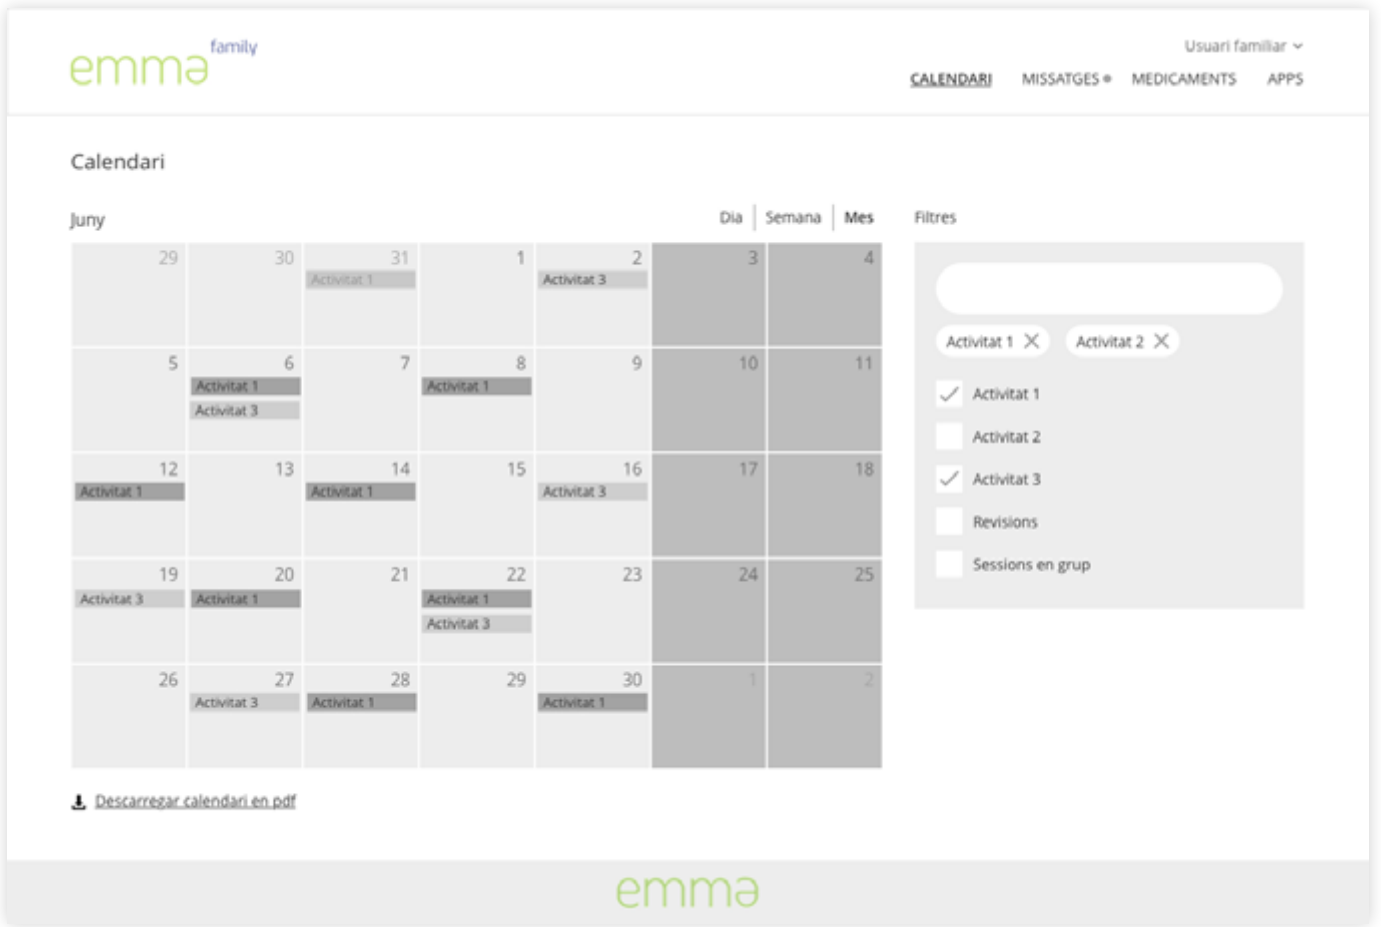 emmə family
Usuari familiar
CALENDARI MISSATGES MEDICAMENTS APPS
Calendari
Juny
Dia Semana Mes
Filtres
29 30 31 1 2 3 4
Activitat 1 Activitat 3
5 6 7 8 9 10 11
Activitat 1 Activitat 1
Activitat 3
12 13 14 15 16 17 18
Activitat 1 Activitat 1 Activitat 3
19 20 21 22 23 24 25
Activitat 3 Activitat 1 Activitat 1
Activitat 3
26 27 28 29 30 1 2
Activitat 3 Activitat 1 Activitat 1
Activitat 1 Activitat 2
Activitat 1
Activitat 2
Activitat 3
Revisions
Sessions en grup
Descarregar calendari en pdf
emmə